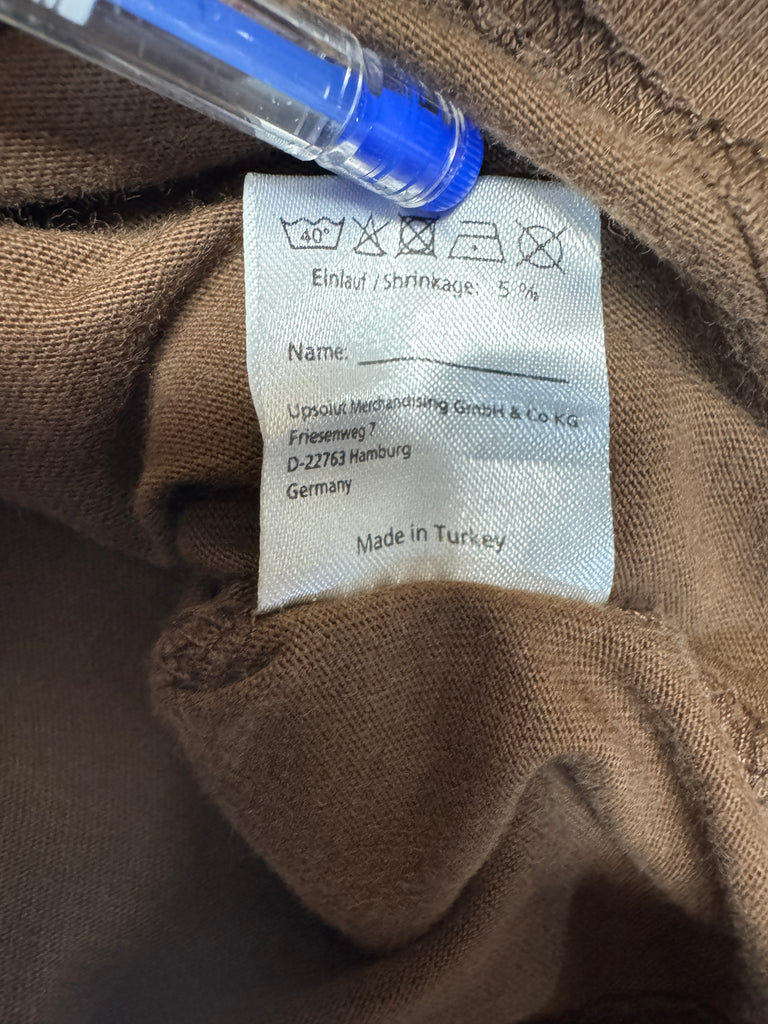 40°
Einlauf / Shrinkage: 5 %
Name:
Upsolut Merchandising GmbH & Co KG
Friesenweg 7
D-22763 Hamburg
Germany
Made in Turkey